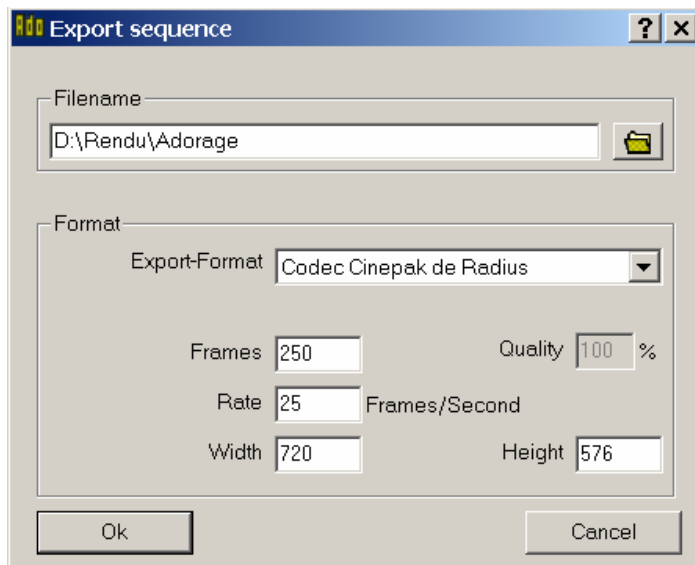 Ado Export sequence ? ×
Filename
D:\Rendu\Adorage
Format
Export-Format Codec Cinepak de Radius
Frames 250 Quality 100 %
Rate 25 Frames/Second
Width 720 Height 576
Ok Cancel